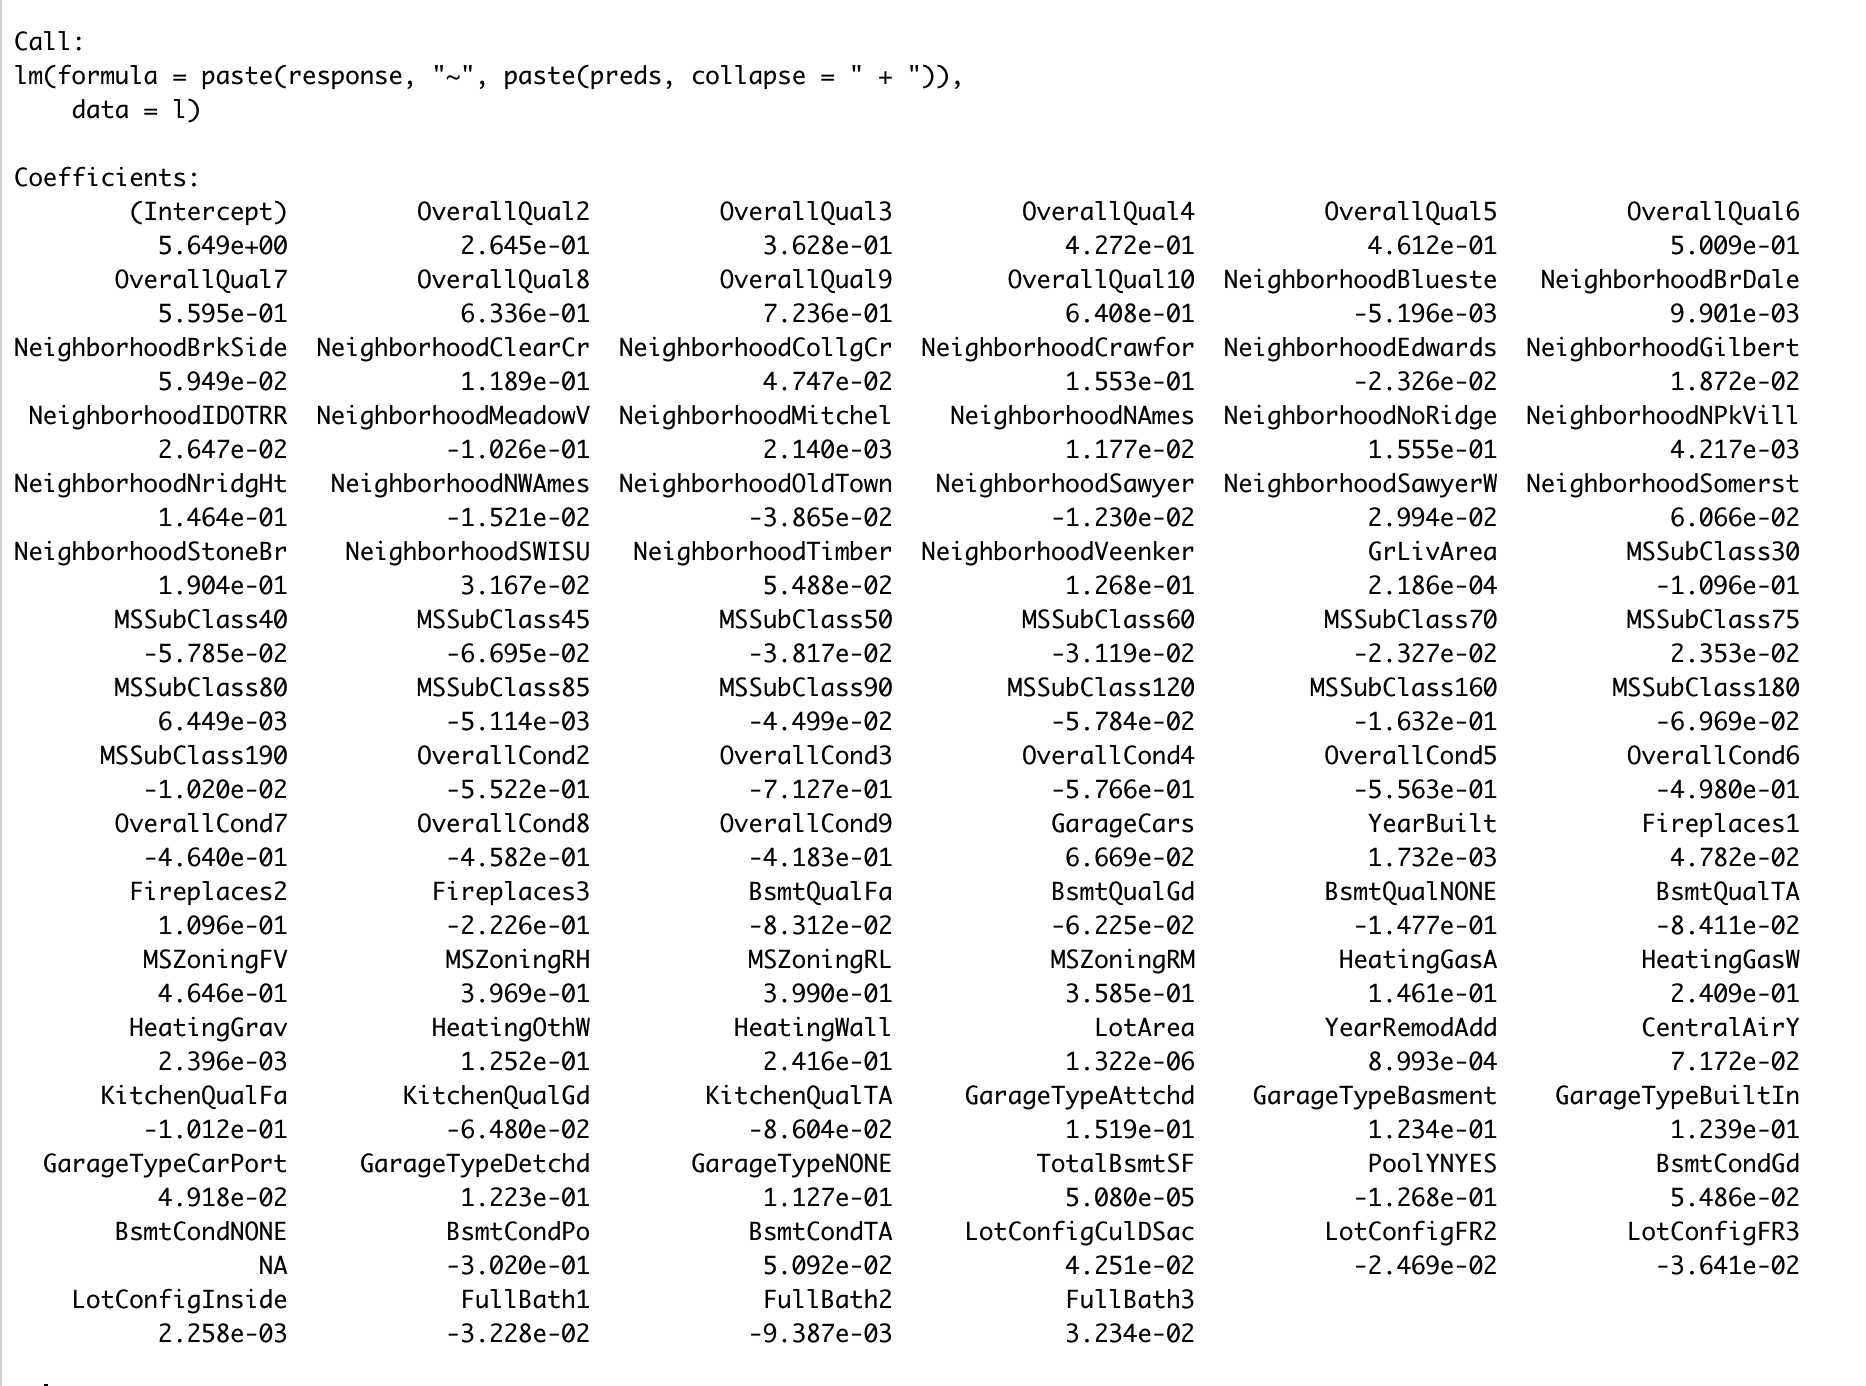 Call:
lm(formula = paste(response, "~", paste(preds, collapse = " + ")),
    data = l)

Coefficients:
        (Intercept)         OverallQual2         OverallQual3         OverallQual4         OverallQual5         OverallQual6
          5.649e+00            2.645e-01            3.628e-01            4.272e-01            4.612e-01            5.009e-01
       OverallQual7         OverallQual8         OverallQual9        OverallQual10  NeighborhoodBlueste   NeighborhoodBrDale
          5.595e-01            6.336e-01            7.236e-01            6.408e-01           -5.196e-03            9.901e-03
NeighborhoodBrkSide  NeighborhoodClearCr  NeighborhoodCollgCr  NeighborhoodCrawfor  NeighborhoodEdwards  NeighborhoodGilbert
          5.949e-02            1.189e-01            4.747e-02            1.553e-01           -2.326e-02            1.872e-02
 NeighborhoodIDOTRR  NeighborhoodMeadowV  NeighborhoodMitchel    NeighborhoodNAmes  NeighborhoodNoRidge  NeighborhoodNPkVill
          2.647e-02           -1.026e-01            2.140e-03            1.177e-02            1.555e-01            4.217e-03
NeighborhoodNridgHt   NeighborhoodNWAmes  NeighborhoodOldTown   NeighborhoodSawyer  NeighborhoodSawyerW  NeighborhoodSomerst
          1.464e-01           -1.521e-02           -3.865e-02           -1.230e-02            2.994e-02            6.066e-02
NeighborhoodStoneBr    NeighborhoodSWISU   NeighborhoodTimber  NeighborhoodVeenker            GrLivArea         MSSubClass30
          1.904e-01            3.167e-02            5.488e-02            1.268e-01            2.186e-04           -1.096e-01
       MSSubClass40         MSSubClass45         MSSubClass50         MSSubClass60         MSSubClass70         MSSubClass75
         -5.785e-02           -6.695e-02           -3.817e-02           -3.119e-02           -2.327e-02            2.353e-02
       MSSubClass80         MSSubClass85         MSSubClass90        MSSubClass120        MSSubClass160        MSSubClass180
          6.449e-03           -5.114e-03           -4.499e-02           -5.784e-02           -1.632e-01           -6.969e-02
      MSSubClass190         OverallCond2         OverallCond3         OverallCond4         OverallCond5         OverallCond6
         -1.020e-02           -5.522e-01           -7.127e-01           -5.766e-01           -5.563e-01           -4.980e-01
       OverallCond7         OverallCond8         OverallCond9           GarageCars            YearBuilt          Fireplaces1
         -4.640e-01           -4.582e-01           -4.183e-01            6.669e-02            1.732e-03            4.782e-02
        Fireplaces2          Fireplaces3           BsmtQualFa           BsmtQualGd         BsmtQualNONE           BsmtQualTA
          1.096e-01           -2.226e-01           -8.312e-02           -6.225e-02           -1.477e-01           -8.411e-02
         MSZoningFV           MSZoningRH           MSZoningRL           MSZoningRM          HeatingGasA          HeatingGasW
          4.646e-01            3.969e-01            3.990e-01            3.585e-01            1.461e-01            2.409e-01
        HeatingGrav          HeatingOthW          HeatingWall              LotArea         YearRemodAdd          CentralAirY
          2.396e-03            1.252e-01            2.416e-01            1.322e-06            8.993e-04            7.172e-02
      KitchenQualFa        KitchenQualGd        KitchenQualTA     GarageTypeAttchd    GarageTypeBasment    GarageTypeBuiltIn
         -1.012e-01           -6.480e-02           -8.604e-02            1.519e-01            1.234e-01            1.239e-01
  GarageTypeCarPort     GarageTypeDetchd       GarageTypeNONE          TotalBsmtSF            PoolYNYES           BsmtCondGd
          4.918e-02            1.223e-01            1.127e-01            5.080e-05           -1.268e-01            5.486e-02
       BsmtCondNONE           BsmtCondPo           BsmtCondTA     LotConfigCulDSac         LotConfigFR2         LotConfigFR3
                 NA           -3.020e-01            5.092e-02            4.251e-02           -2.469e-02           -3.641e-02
    LotConfigInside            FullBath1            FullBath2            FullBath3
          2.258e-03           -3.228e-02           -9.387e-03            3.234e-02